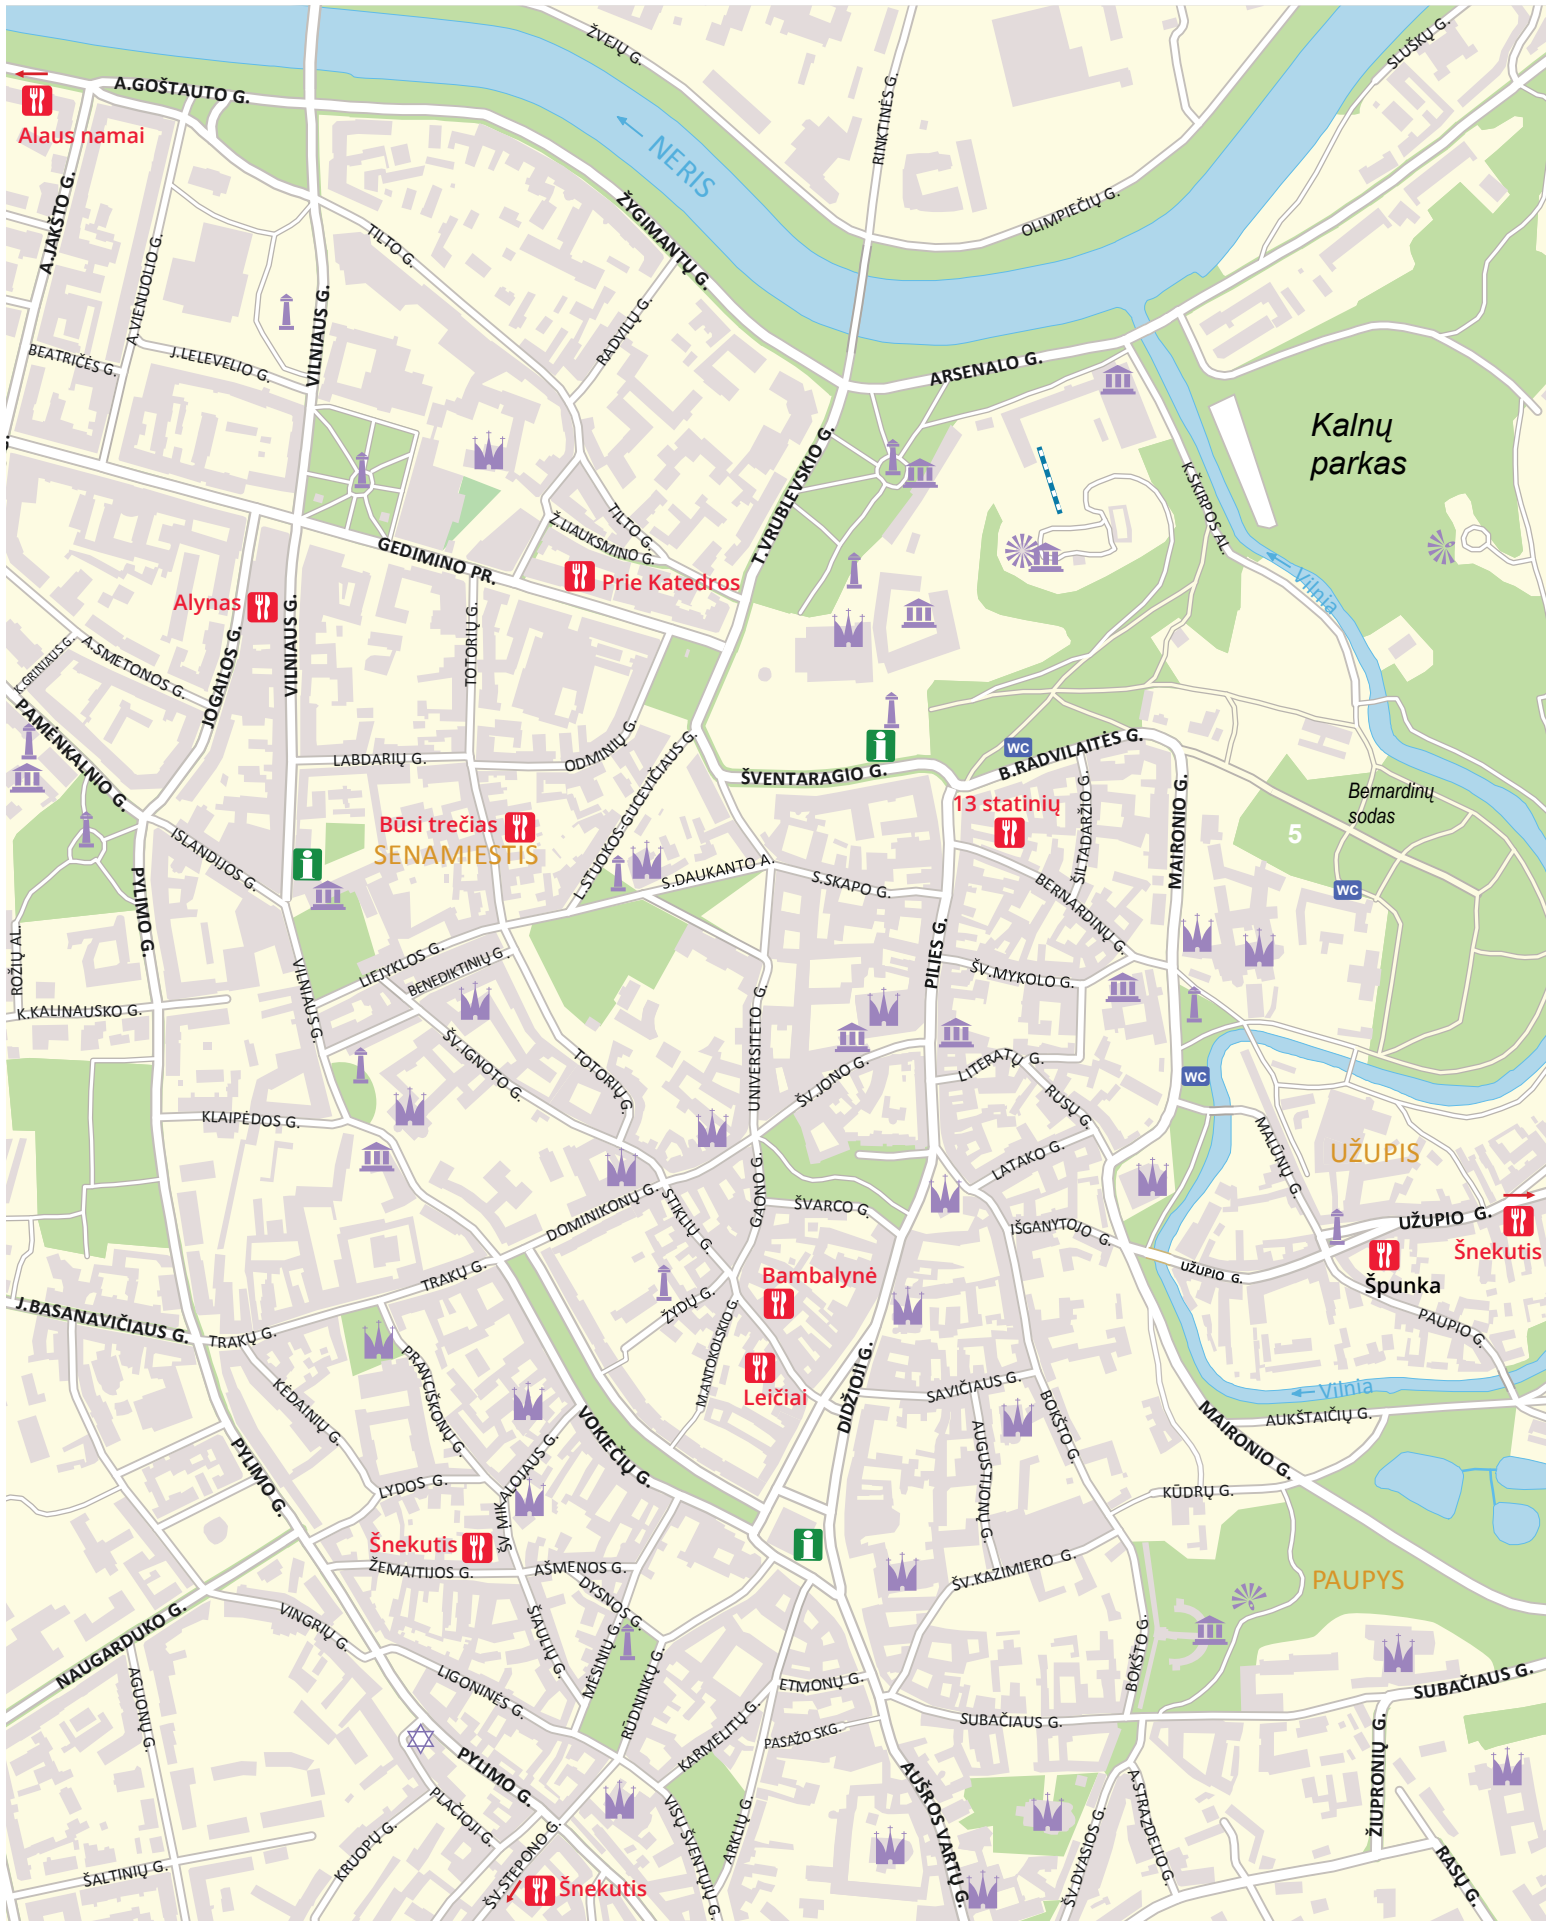 ŽVEJŲ G.
SLUŠKŲ G.
A.GOŠTAUTO G.
Alaus namai
RINKTINĖS G.
NERIS
A.JAKŠTO G.
ŽYGIMANTŲ G.
OLIMPIEČIŲ G.
TILTO G.
A.VIENUOLIO G.
VILNIAUS G.
RADVILŲ G.
BEATRIČĖS G.
J.LELEVELIO G.
ARSENALO G.
Kalnų
parkas
T.VRUBLEVSKIO G.
K.ŠKIRPOS AL.
TILTO G.
Ž.LIAUKSMINO G.
GEDIMINO PR.
Prie Katedros
Vilnia
Alynas
VILNIAUS G.
TOTORIŲ G.
K.GRINIAUS G.
A.SMETONOS G.
JOGAILOS G.
PAMĖNKALNIO G.
LABDARIŲ G.
ODMINIŲ G.
L.STUOKOS-GUCEVIČIAUS G.
ŠVENTARAGIO G.
WC
B.RADVILAITĖS G.
13 statinių
ŠILTADARŽIO G.
MAIRONIO G.
Bernardinų
sodas
5
Būsi trečias
SENAMIESTIS
ISLANDIJOS G.
PYLIMO G.
S.DAUKANTO A.
S.SKAPO G.
BERNARDINŲ G.
WC
ROŽIŲ AL.
PILIES G.
LIEJYKLOS G.
BENEDIKTINIŲ G.
VILNIAUS G.
ŠV.MYKOLO G.
K.KALINAUSKO G.
ŠV.IGNOTO G.
TOTORIŲ G.
UNIVERSITETO G.
ŠV.JONO G.
LITERATŲ G.
RUSŲ G.
WC
KLAIPĖDOS G.
MALŪNŲ G.
UŽUPIS
LATAKO G.
DOMINIKONŲ G.
STIKLIŲ G.
GAONO G.
ŠVARCO G.
IŠGANYTOJO G.
UŽUPIO G.
UŽUPIO G.
Šnekutis
Špunka
TRAKŲ G.
ŽYDŲ G.
Bambalynė
J.BASANAVIČIAUS G.
TRAKŲ G.
PAUPIO G.
PRANCIŠKONŲ G.
M.ANTOKOLSKIO G.
Leičiai
DIDŽIOJI G.
SAVIČIAUS G.
KĖDAINIŲ G.
Vilnia
AUKŠTAIČIŲ G.
VOKIEČIŲ G.
AUGUSTIJONŲ G.
BOKŠTO G.
MAIRONIO G.
PYLIMO G.
LYDOS G.
ŠV. MIKALOJAUS G.
KŪDRŲ G.
Šnekutis
ŽEMAITIJOS G.
AŠMENOS G.
DYSNOS G.
ŠV.KAZIMIERO G.
PAUPYS
NAUGARDUKO G.
VINGRIŲ G.
ŠIAULIŲ G.
MĖSINIŲ G.
RŪDNINKŲ G.
BOKŠTO G.
AGUONŲ G.
LIGONINĖS G.
ETMONŲ G.
SUBAČIAUS G.
KARMELITŲ G.
PASAŽO SKG.
SUBAČIAUS G.
ŽIUPRONIŲ G.
PYLIMO G.
PLAČIOJI G.
AUŠROS VARTŲ G.
A.STRAZDELIO G.
VISŲ ŠVENTŲJŲ G.
ARKLIŲ G.
KRUOPŲ G.
ŠALTINIŲ G.
ŠV.STEPONO G.
Šnekutis
ŠV.DVASIOS G.
RASŲ G.